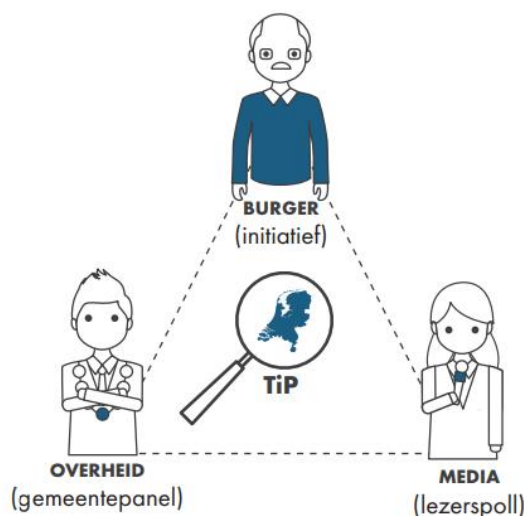 BURGER
(initiatief)
TiP
OVERHEID
(gemeentepanel)
MEDIA
(lezerspoll)